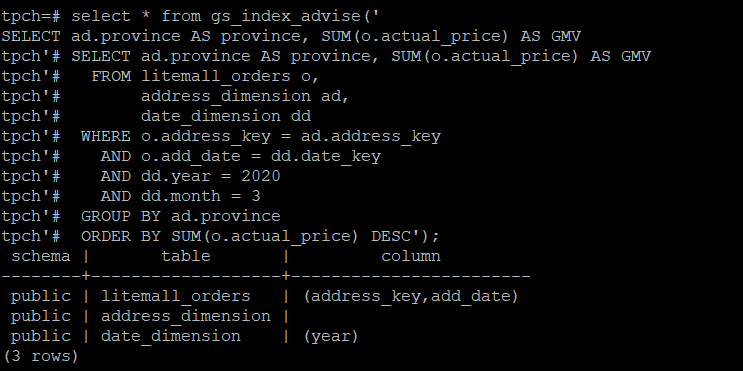 tpch=# select * from gs_index_advise('
SELECT ad.province AS province, SUM(o.actual_price) AS GMV
tpch'# SELECT ad.province AS province, SUM(o.actual_price) AS GMV
tpch'#   FROM litemall_orders o,
tpch'#        address_dimension ad,
tpch'#        date_dimension dd
tpch'#  WHERE o.address_key = ad.address_key
tpch'#    AND o.add_date = dd.date_key
tpch'#    AND dd.year = 2020
tpch'#    AND dd.month = 3
tpch'#  GROUP BY ad.province
tpch'#  ORDER BY SUM(o.actual_price) DESC');
 schema |       table       |         column
--------+-------------------+------------------------
 public | litemall_orders   | (address_key,add_date)
 public | address_dimension |
 public | date_dimension    | (year)
(3 rows)